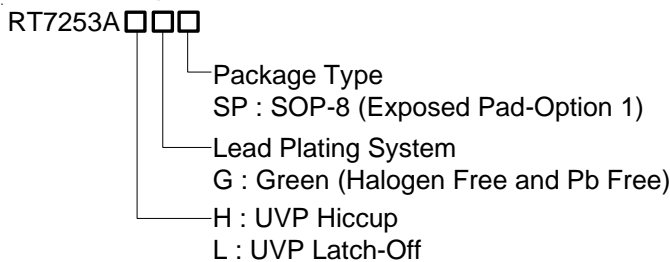 RT7253A□□□
Package Type
SP : SOP-8 (Exposed Pad-Option 1)
Lead Plating System
G : Green (Halogen Free and Pb Free)
H : UVP Hiccup
L : UVP Latch-Off